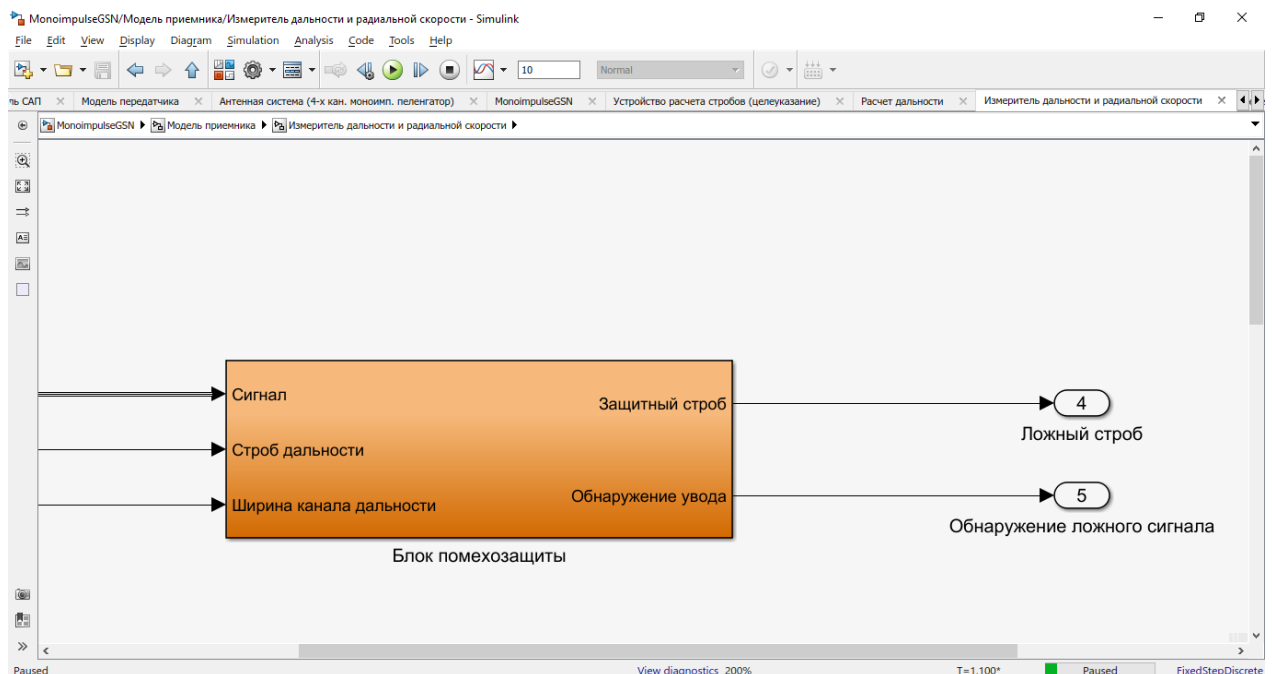 MonoimpulseGSN/Модель приемника/Измеритель дальности и радиальной скорости - Simulink
File Edit View Display Diagram Simulation Analysis Code Tools Help
10 Normal
ль САП Модель передатчика Антенная система (4-х кан. моноимп. пеленгатор) MonoimpulseGSN Устройство расчета стробов (целеуказание) Расчет дальности Измеритель дальности и радиальной скорости
MonoimpulseGSN Модель приемника Измеритель дальности и радиальной скорости
Сигнал
Защитный строб
4
Ложный строб
Строб дальности
Обнаружение увода
5
Ширина канала дальности
Обнаружение ложного сигнала
Блок помехозащиты
Paused View diagnostics 200% T=1.100* Paused FixedStepDiscrete